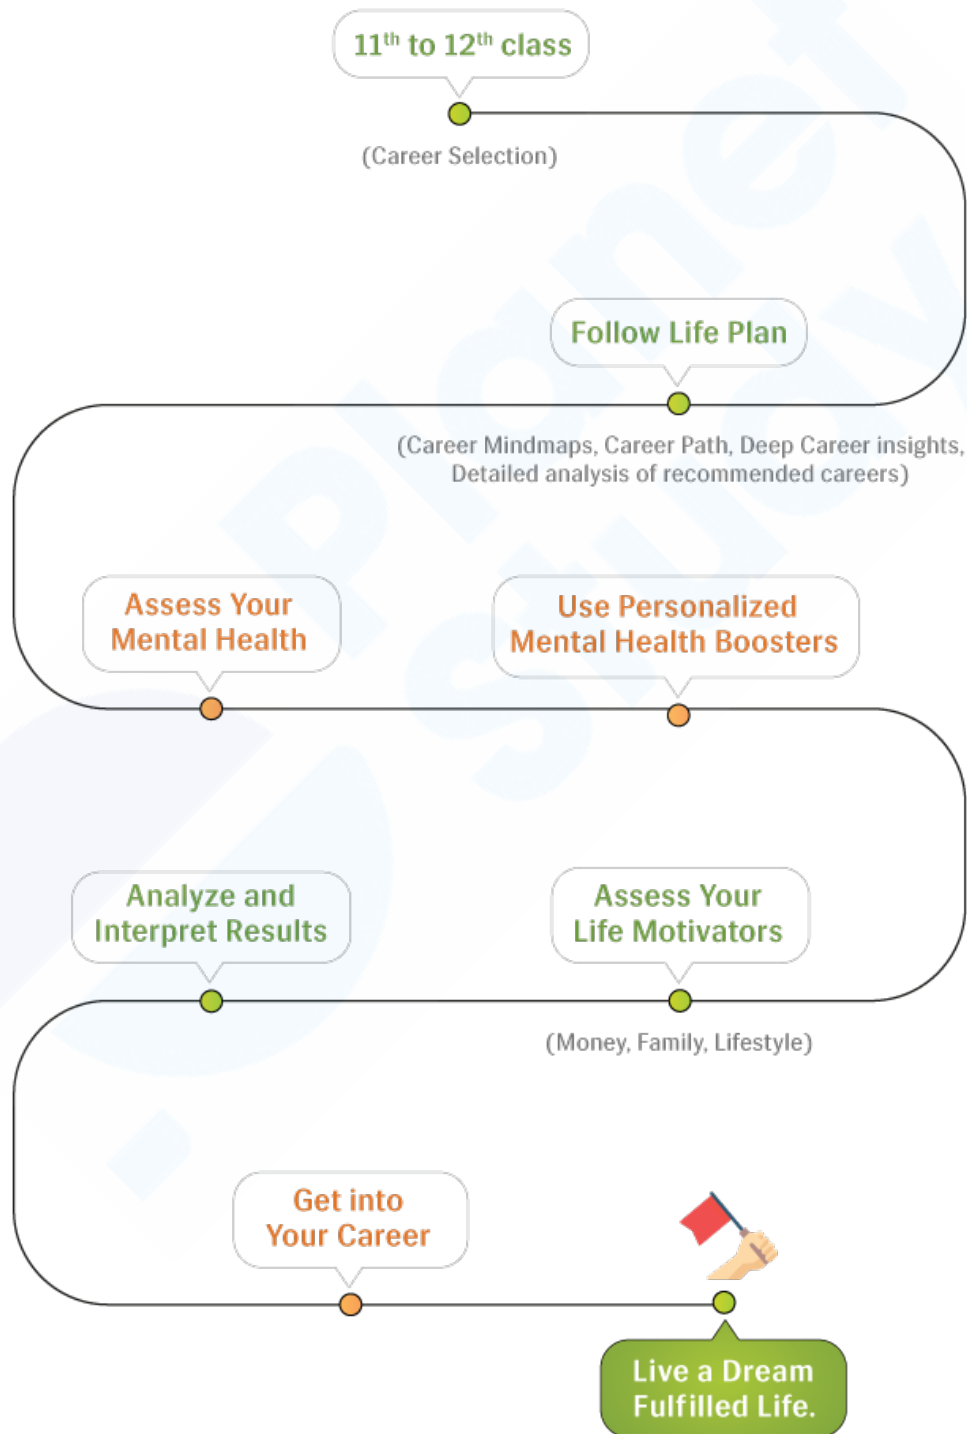 11th to 12th class
(Career Selection)
Follow Life Plan
(Career Mindmaps, Career Path, Deep Career insights,
Detailed analysis of recommended careers)
Assess Your
Mental Health
Use Personalized
Mental Health Boosters
Assess Your
Life Motivators
(Money, Family, Lifestyle)
Analyze and
Interpret Results
Get into
Your Career
Live a Dream
Fulfilled Life.
Planet
Study